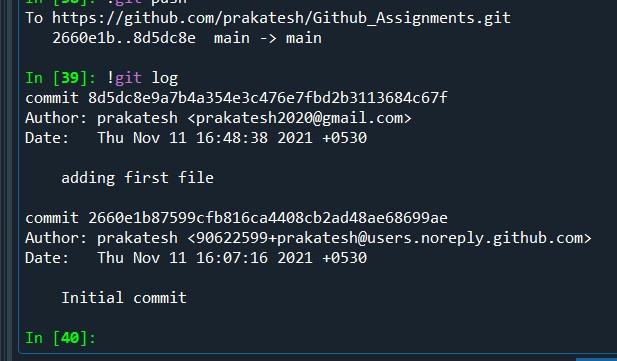 In [38]: !git push
To https://github.com/prakatesh/Github_Assignments.git
2660e1b..8d5dc8e main -> main
In [39]: !git log
commit 8d5dc8e9a7b4a354e3c476e7fbd2b3113684c67f
Author: prakatesh <prakatesh2020@gmail.com>
Date: Thu Nov 11 16:48:38 2021 +0530
adding first file
commit 2660e1b87599cfb816ca4408cb2ad48ae68699ae
Author: prakatesh <90622599+prakatesh@users.noreply.github.com>
Date: Thu Nov 11 16:07:16 2021 +0530
Initial commit
In [40]: